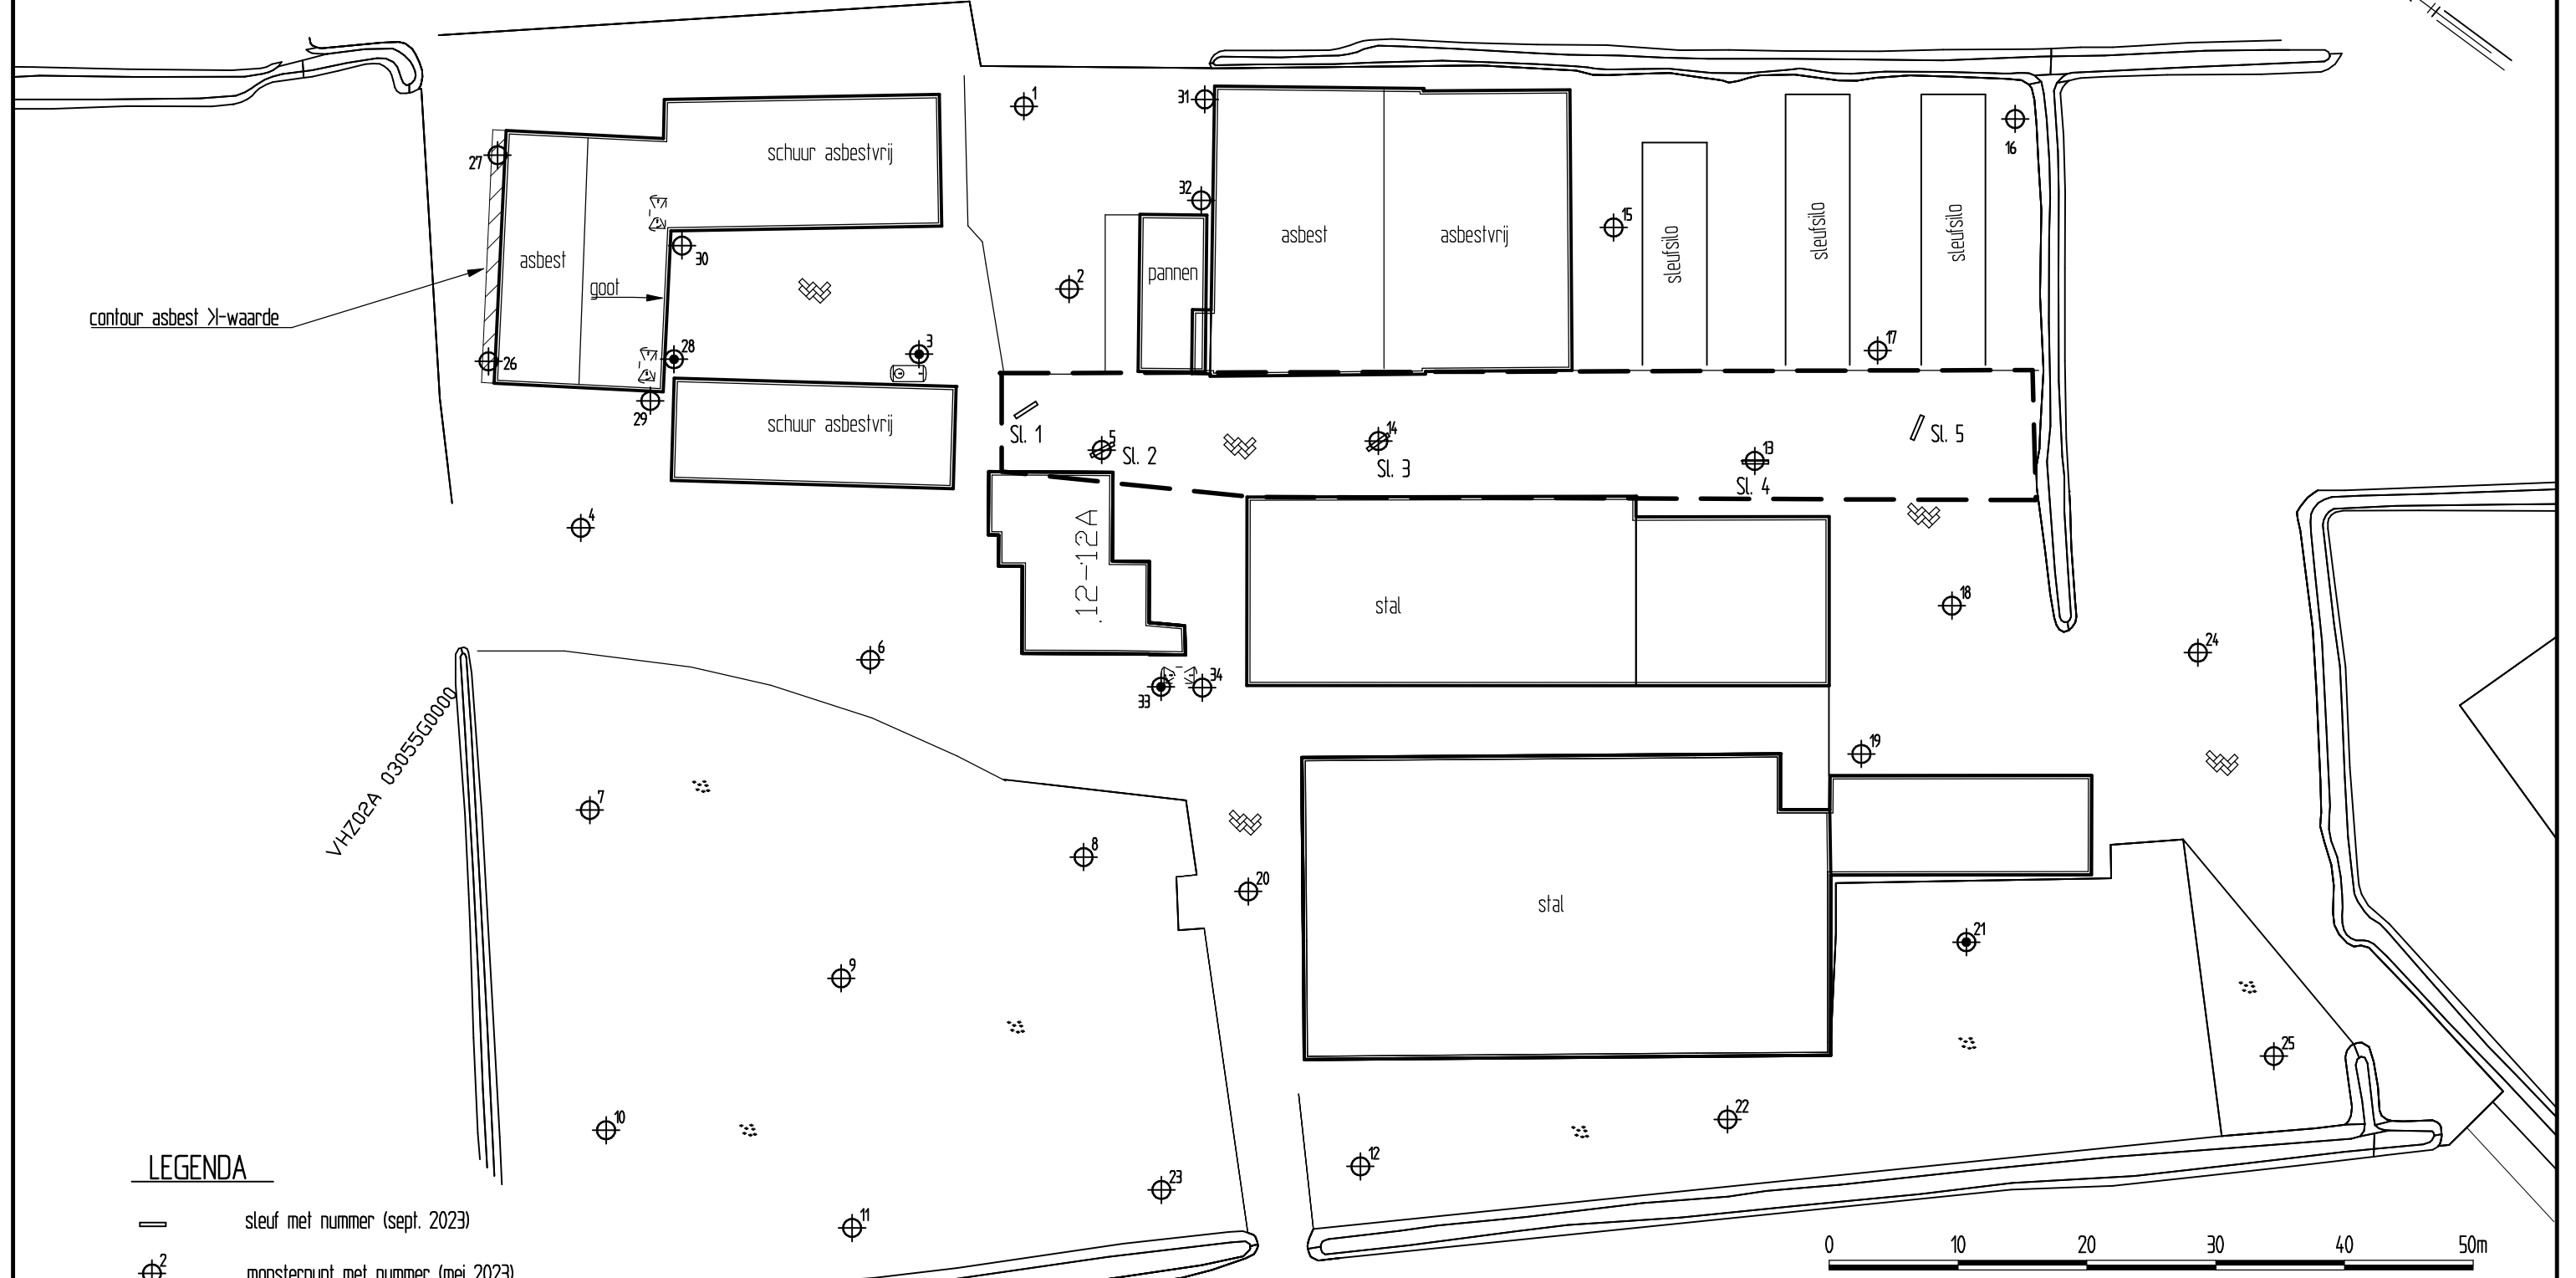 1
31
27
schuur asbestvrij
16
32
15
asbest
asbestvrij
sleufsilo
sleufsilo
sleufsilo
30
asbest
pannen
2
goot
contour asbest >I-waarde
28
3
17
26
29
schuur asbestvrij
Sl. 1
5
Sl. 2
14
Sl. 3
13
Sl. 4
Sl. 5
4
12-12A
stal
18
6
24
33
34
VHZ02A 03055G0000
19
7
8
20
stal
21
9
25
10
22
12
LEGENDA
23
sleuf met nummer (sept. 2023)
11
0 10 20 30 40 50m
2
monsterpunt met nummer (mei 2023)